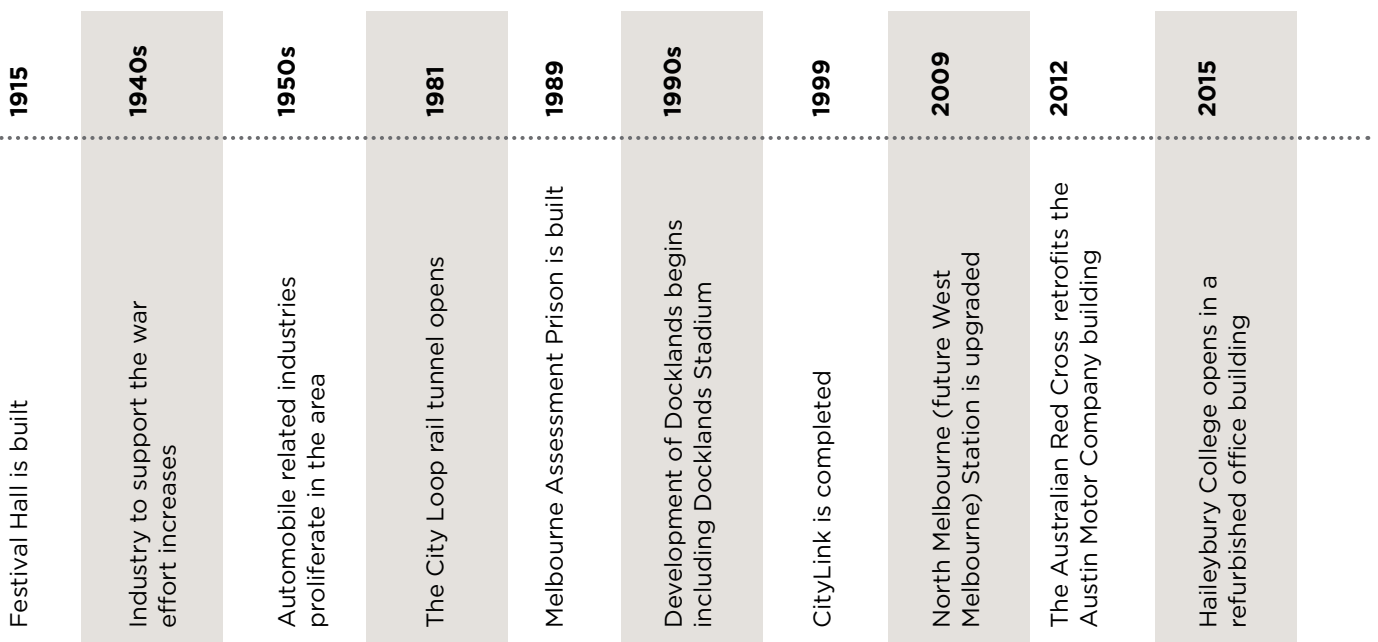 1915
Festival Hall is built
1940s
Industry to support the war
effort increases
1950s
Automobile related industries
proliferate in the area
1981
The City Loop rail tunnel opens
1989
Melbourne Assessment Prison is built
1990s
Development of Docklands begins
including Docklands Stadium
1999
CityLink is completed
2009
North Melbourne (future West
Melbourne) Station is upgraded
2012
The Australian Red Cross retrofits the
Austin Motor Company building
2015
Haileybury College opens in a
refurbished office building